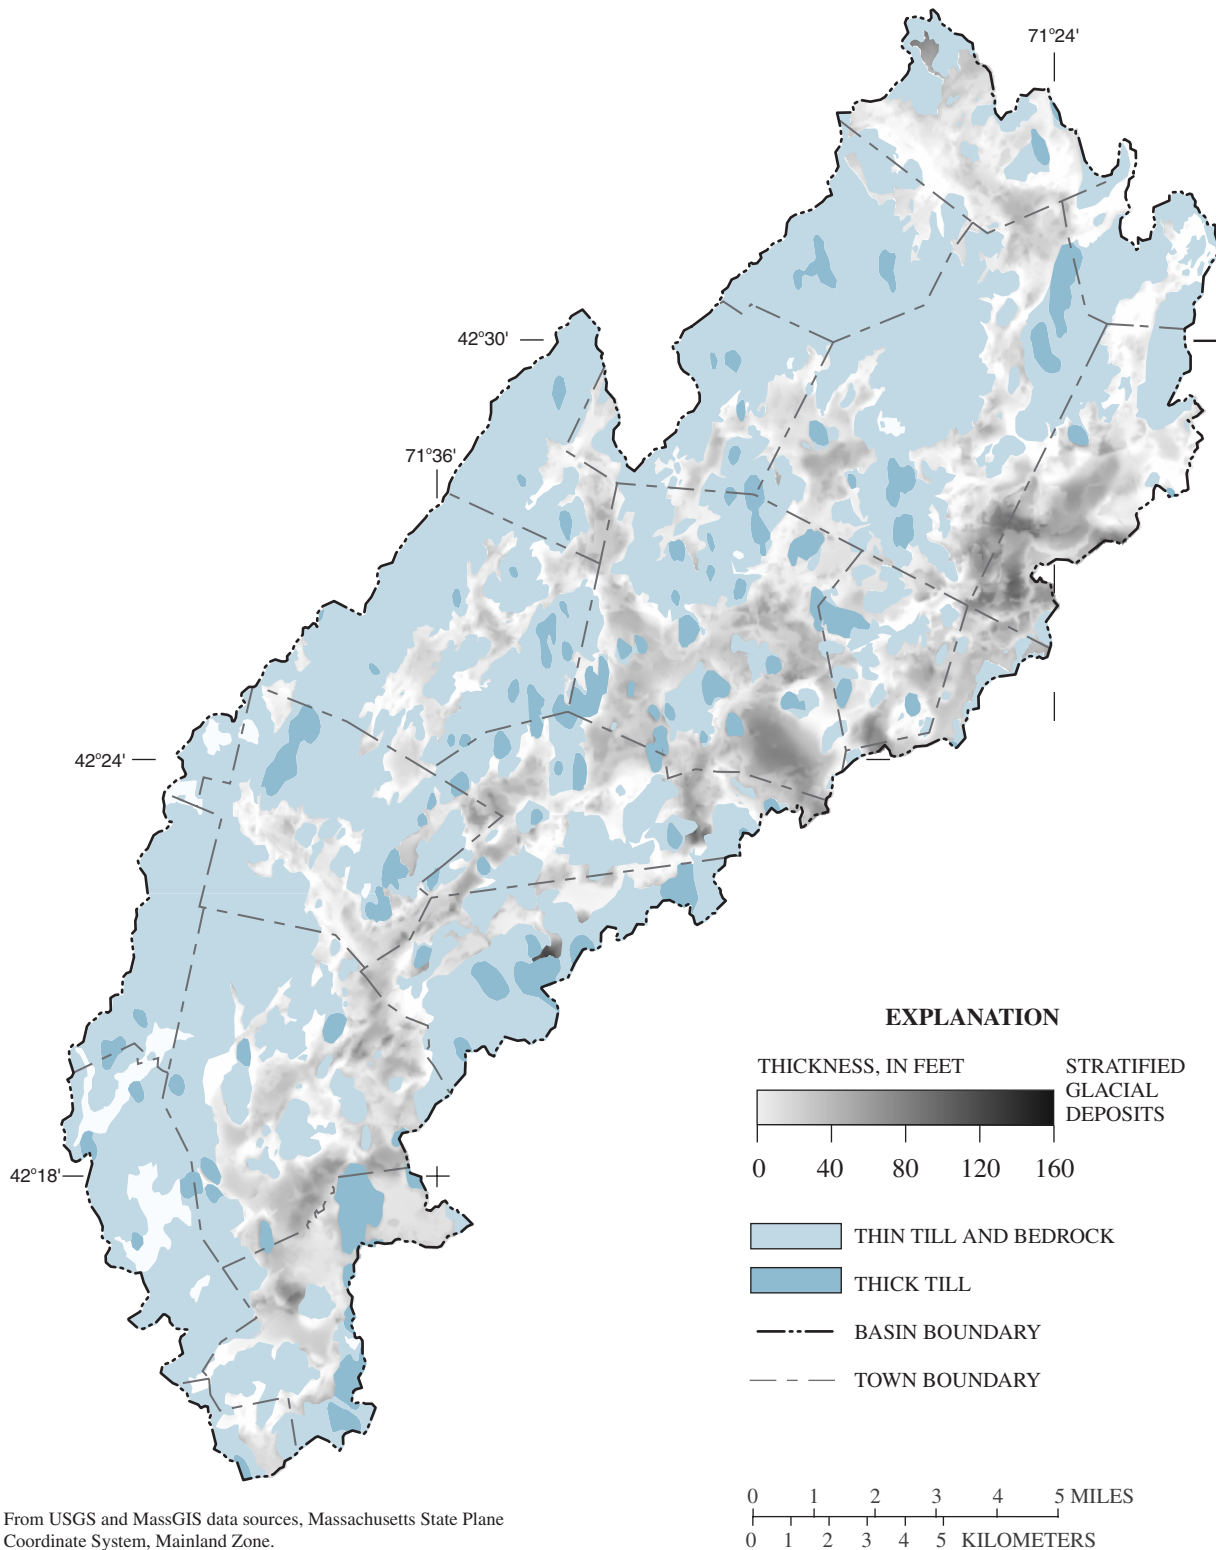 71°24'
42°30'
71°36'
42°24'
42°18'
EXPLANATION
THICKNESS, IN FEET
STRATIFIED
GLACIAL
DEPOSITS
0 40 80 120 160
THIN TILL AND BEDROCK
THICK TILL
BASIN BOUNDARY
TOWN BOUNDARY
0 1 2 3 4 5 MILES
0 1 2 3 4 5 KILOMETERS
From USGS and MassGIS data sources, Massachusetts State Plane
Coordinate System, Mainland Zone.